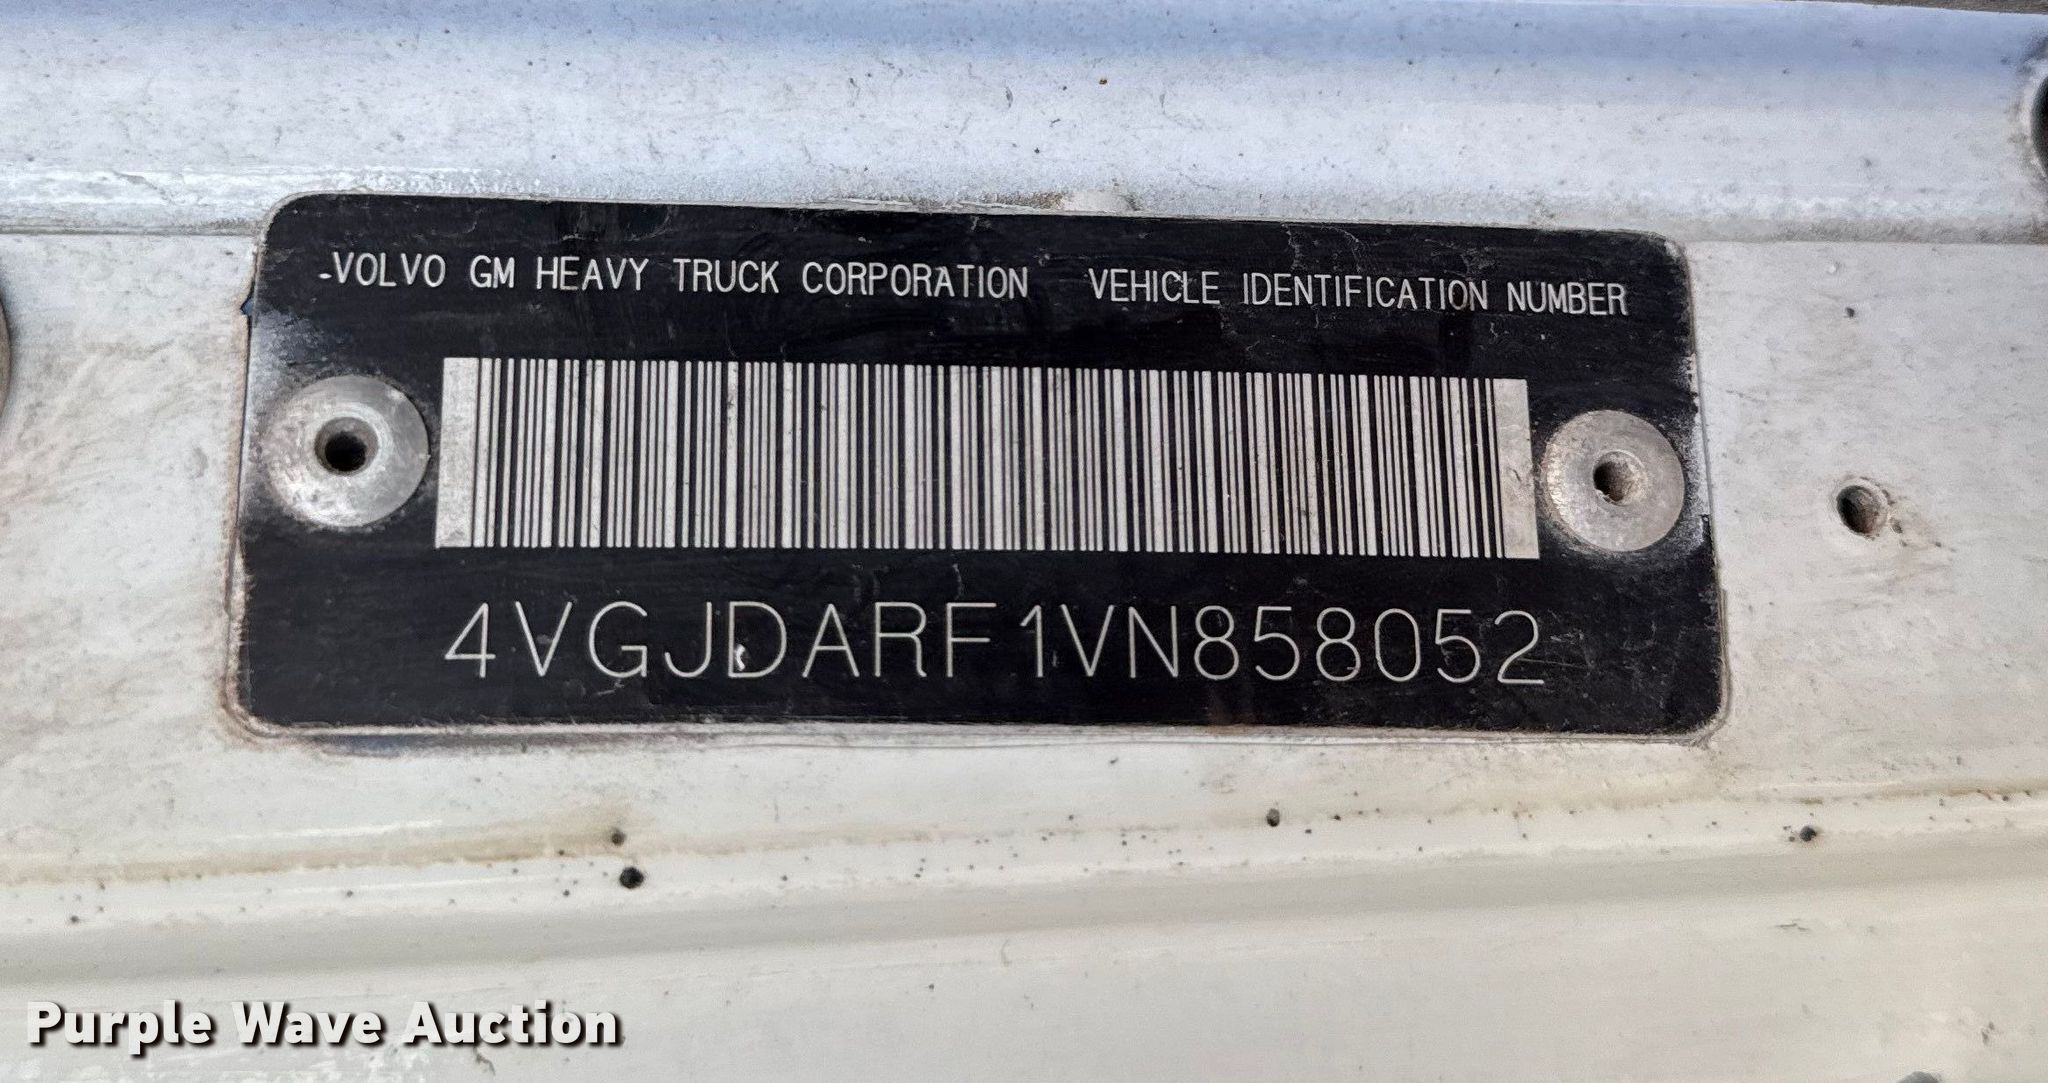 -VOLVO GM HEAVY TRUCK CORPORATION VEHICLE IDENTIFICATION NUMBER
4VGJDARF1VN858052
Purple Wave Auction